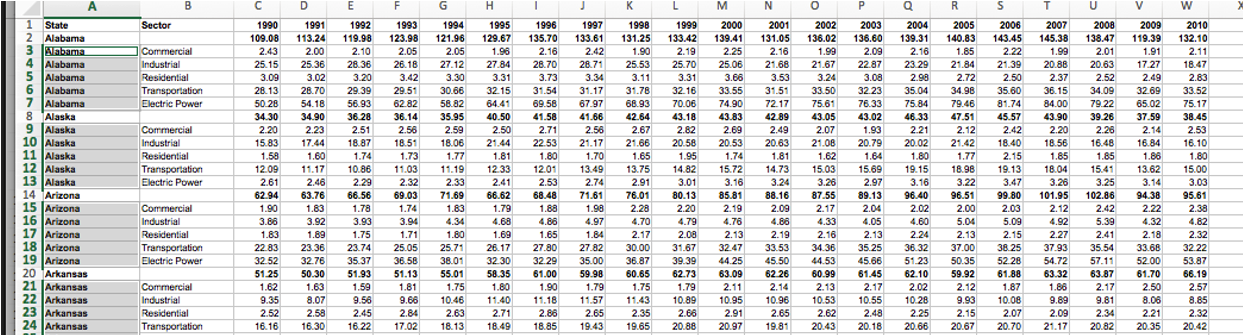 A B C D E F G H I J K L M N O P Q R S T U V W
1 State Sector 1990 1991 1992 1993 1994 1995 1996 1997 1998 1999 2000 2001 2002 2003 2004 2005 2006 2007 2008 2009 2010
2 Alabama 109.08 113.24 119.98 123.98 121.96 129.67 135.70 133.61 131.25 133.42 139.41 131.05 136.02 136.60 139.31 140.83 143.45 145.38 138.47 119.39 132.10
3 Alabama Commercial 2.43 2.00 2.10 2.05 2.05 1.96 2.16 2.42 1.90 2.19 2.25 2.16 1.99 2.09 2.16 1.85 2.22 1.99 2.01 1.91 2.11
4 Alabama Industrial 25.15 25.36 28.36 26.18 27.12 27.84 28.70 28.71 25.53 25.70 25.06 21.68 21.67 22.87 23.29 21.84 21.39 20.88 20.63 17.27 18.47
5 Alabama Residential 3.09 3.02 3.20 3.42 3.30 3.31 3.73 3.34 3.11 3.31 3.66 3.53 3.24 3.08 2.98 2.72 2.50 2.37 2.52 2.49 2.83
6 Alabama Transportation 28.13 28.70 29.39 29.51 30.66 32.15 31.54 31.17 31.78 32.16 33.55 31.51 33.50 32.23 35.04 34.98 35.60 36.15 34.09 32.69 33.52
7 Alabama Electric Power 50.28 54.18 56.93 62.82 58.82 64.41 69.58 67.97 68.93 70.06 74.90 72.17 75.61 76.33 75.84 79.46 81.74 84.00 79.22 65.02 75.17
8 Alaska 34.30 34.90 36.28 36.14 35.95 40.50 41.58 41.66 42.64 43.18 43.83 42.89 43.05 43.02 46.33 47.51 45.57 43.90 39.26 37.59 38.45
9 Alaska Commercial 2.20 2.23 2.51 2.56 2.59 2.50 2.71 2.56 2.67 2.82 2.69 2.49 2.07 1.93 2.21 2.12 2.42 2.20 2.26 2.14 2.53
10 Alaska Industrial 15.83 17.44 18.87 18.51 18.06 21.44 22.53 21.17 21.66 20.58 20.53 20.63 21.08 20.79 20.02 21.42 18.40 18.56 16.48 16.84 16.10
11 Alaska Residential 1.58 1.60 1.74 1.73 1.77 1.81 1.80 1.70 1.65 1.95 1.74 1.81 1.62 1.64 1.80 1.77 2.15 1.85 1.85 1.86 1.80
12 Alaska Transportation 12.09 11.17 10.86 11.03 11.19 12.33 12.01 13.49 13.75 14.82 15.72 14.73 15.03 15.69 19.15 18.98 19.13 18.04 15.41 13.62 15.00
13 Alaska Electric Power 2.61 2.46 2.29 2.32 2.33 2.41 2.53 2.74 2.91 3.01 3.16 3.24 3.26 2.97 3.16 3.22 3.47 3.26 3.25 3.14 3.03
14 Arizona 62.94 63.76 66.56 69.03 71.69 66.62 68.48 71.61 76.01 80.13 85.81 88.16 87.55 89.13 96.40 96.51 99.80 101.95 102.86 94.38 95.61
15 Arizona Commercial 1.90 1.83 1.78 1.74 1.83 1.79 1.88 1.98 2.28 2.20 2.19 2.09 2.17 2.04 2.02 2.00 2.03 2.12 2.42 2.22 2.38
16 Arizona Industrial 3.86 3.92 3.93 3.94 4.34 4.68 4.86 4.97 4.70 4.79 4.76 4.86 4.33 4.05 4.60 5.04 5.09 4.92 5.39 4.32 4.82
17 Arizona Residential 1.83 1.89 1.75 1.71 1.80 1.69 1.65 1.84 2.17 2.08 2.13 2.19 2.16 2.13 2.24 2.13 2.15 2.27 2.41 2.18 2.32
18 Arizona Transportation 22.83 23.36 23.74 25.05 25.71 26.17 27.80 27.82 30.00 31.67 32.47 33.53 34.36 35.25 36.32 37.00 38.25 37.93 35.54 33.68 32.22
19 Arizona Electric Power 32.52 32.76 35.37 36.58 38.01 32.30 32.29 35.00 36.87 39.39 44.25 45.50 44.53 45.66 51.23 50.35 52.28 54.72 57.11 52.00 53.87
20 Arkansas 51.25 50.30 51.93 51.13 55.01 58.35 61.00 59.98 60.65 62.73 63.09 62.26 60.99 61.45 62.10 59.92 61.88 63.32 63.87 61.70 66.19
21 Arkansas Commercial 1.62 1.63 1.59 1.81 1.75 1.80 1.90 1.79 1.75 1.79 2.11 2.14 2.13 2.17 2.02 2.12 1.87 1.86 2.17 2.50 2.57
22 Arkansas Industrial 9.35 8.07 9.56 9.66 10.46 11.40 11.18 11.57 11.43 10.89 10.95 10.96 10.53 10.55 10.28 9.93 10.08 9.89 9.81 8.06 8.85
23 Arkansas Residential 2.52 2.58 2.45 2.84 2.63 2.71 2.86 2.65 2.35 2.66 2.91 2.65 2.62 2.48 2.25 2.15 2.07 2.09 2.34 2.21 2.32
24 Arkansas Transportation 16.16 16.30 16.22 17.02 18.13 18.49 18.85 19.43 19.65 20.88 20.97 19.81 20.43 20.18 20.66 20.67 20.70 21.17 20.82 20.35 20.42